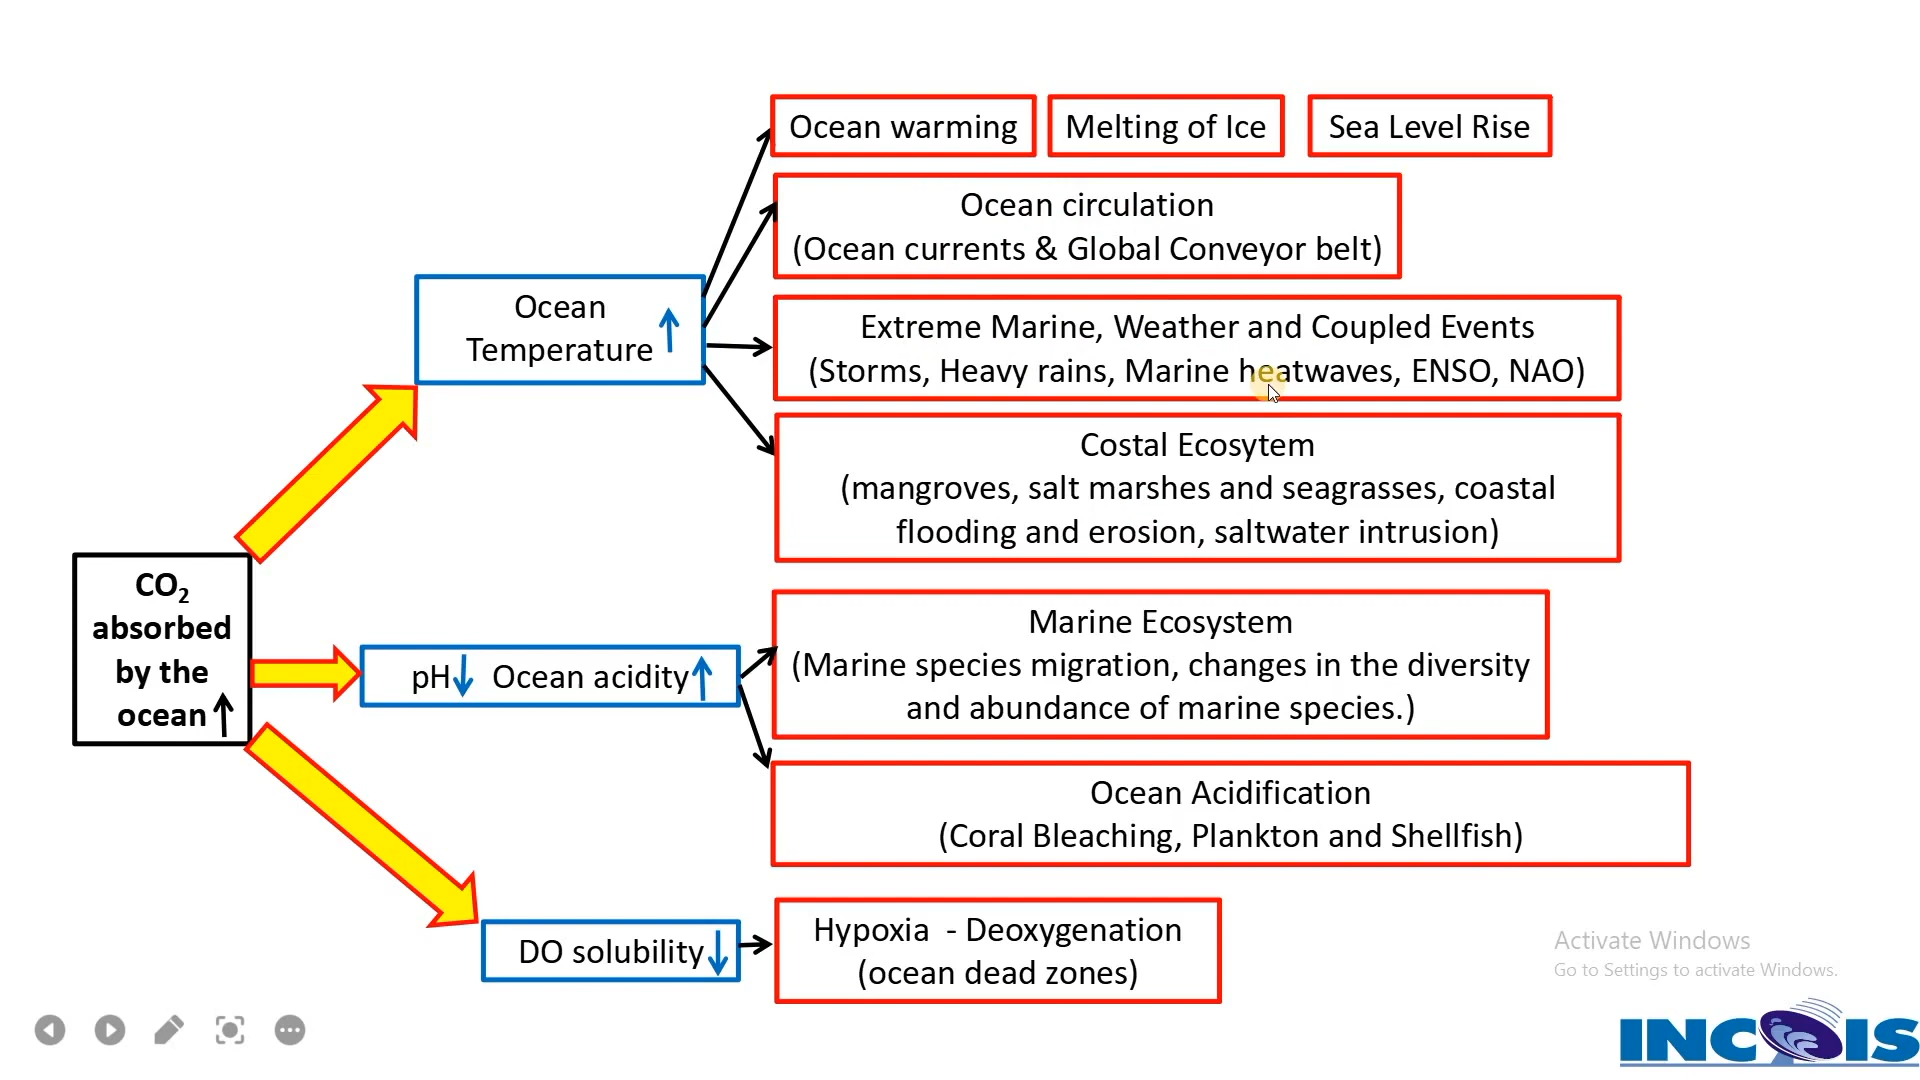 Ocean warming
Melting of Ice
Sea Level Rise
Ocean circulation
(Ocean currents & Global Conveyor belt)
Ocean
Temperature ↑
Extreme Marine, Weather and Coupled Events
(Storms, Heavy rains, Marine heatwaves, ENSO, NAO)
Costal Ecosytem
(mangroves, salt marshes and seagrasses, coastal
flooding and erosion, saltwater intrusion)
CO₂
absorbed
by the
ocean ↑
pH↓ Ocean acidity↑
Marine Ecosystem
(Marine species migration, changes in the diversity
and abundance of marine species.)
Ocean Acidification
(Coral Bleaching, Plankton and Shellfish)
DO solubility↓
Hypoxia - Deoxygenation
(ocean dead zones)
Activate Windows
Go to Settings to activate Windows.
INCOIS